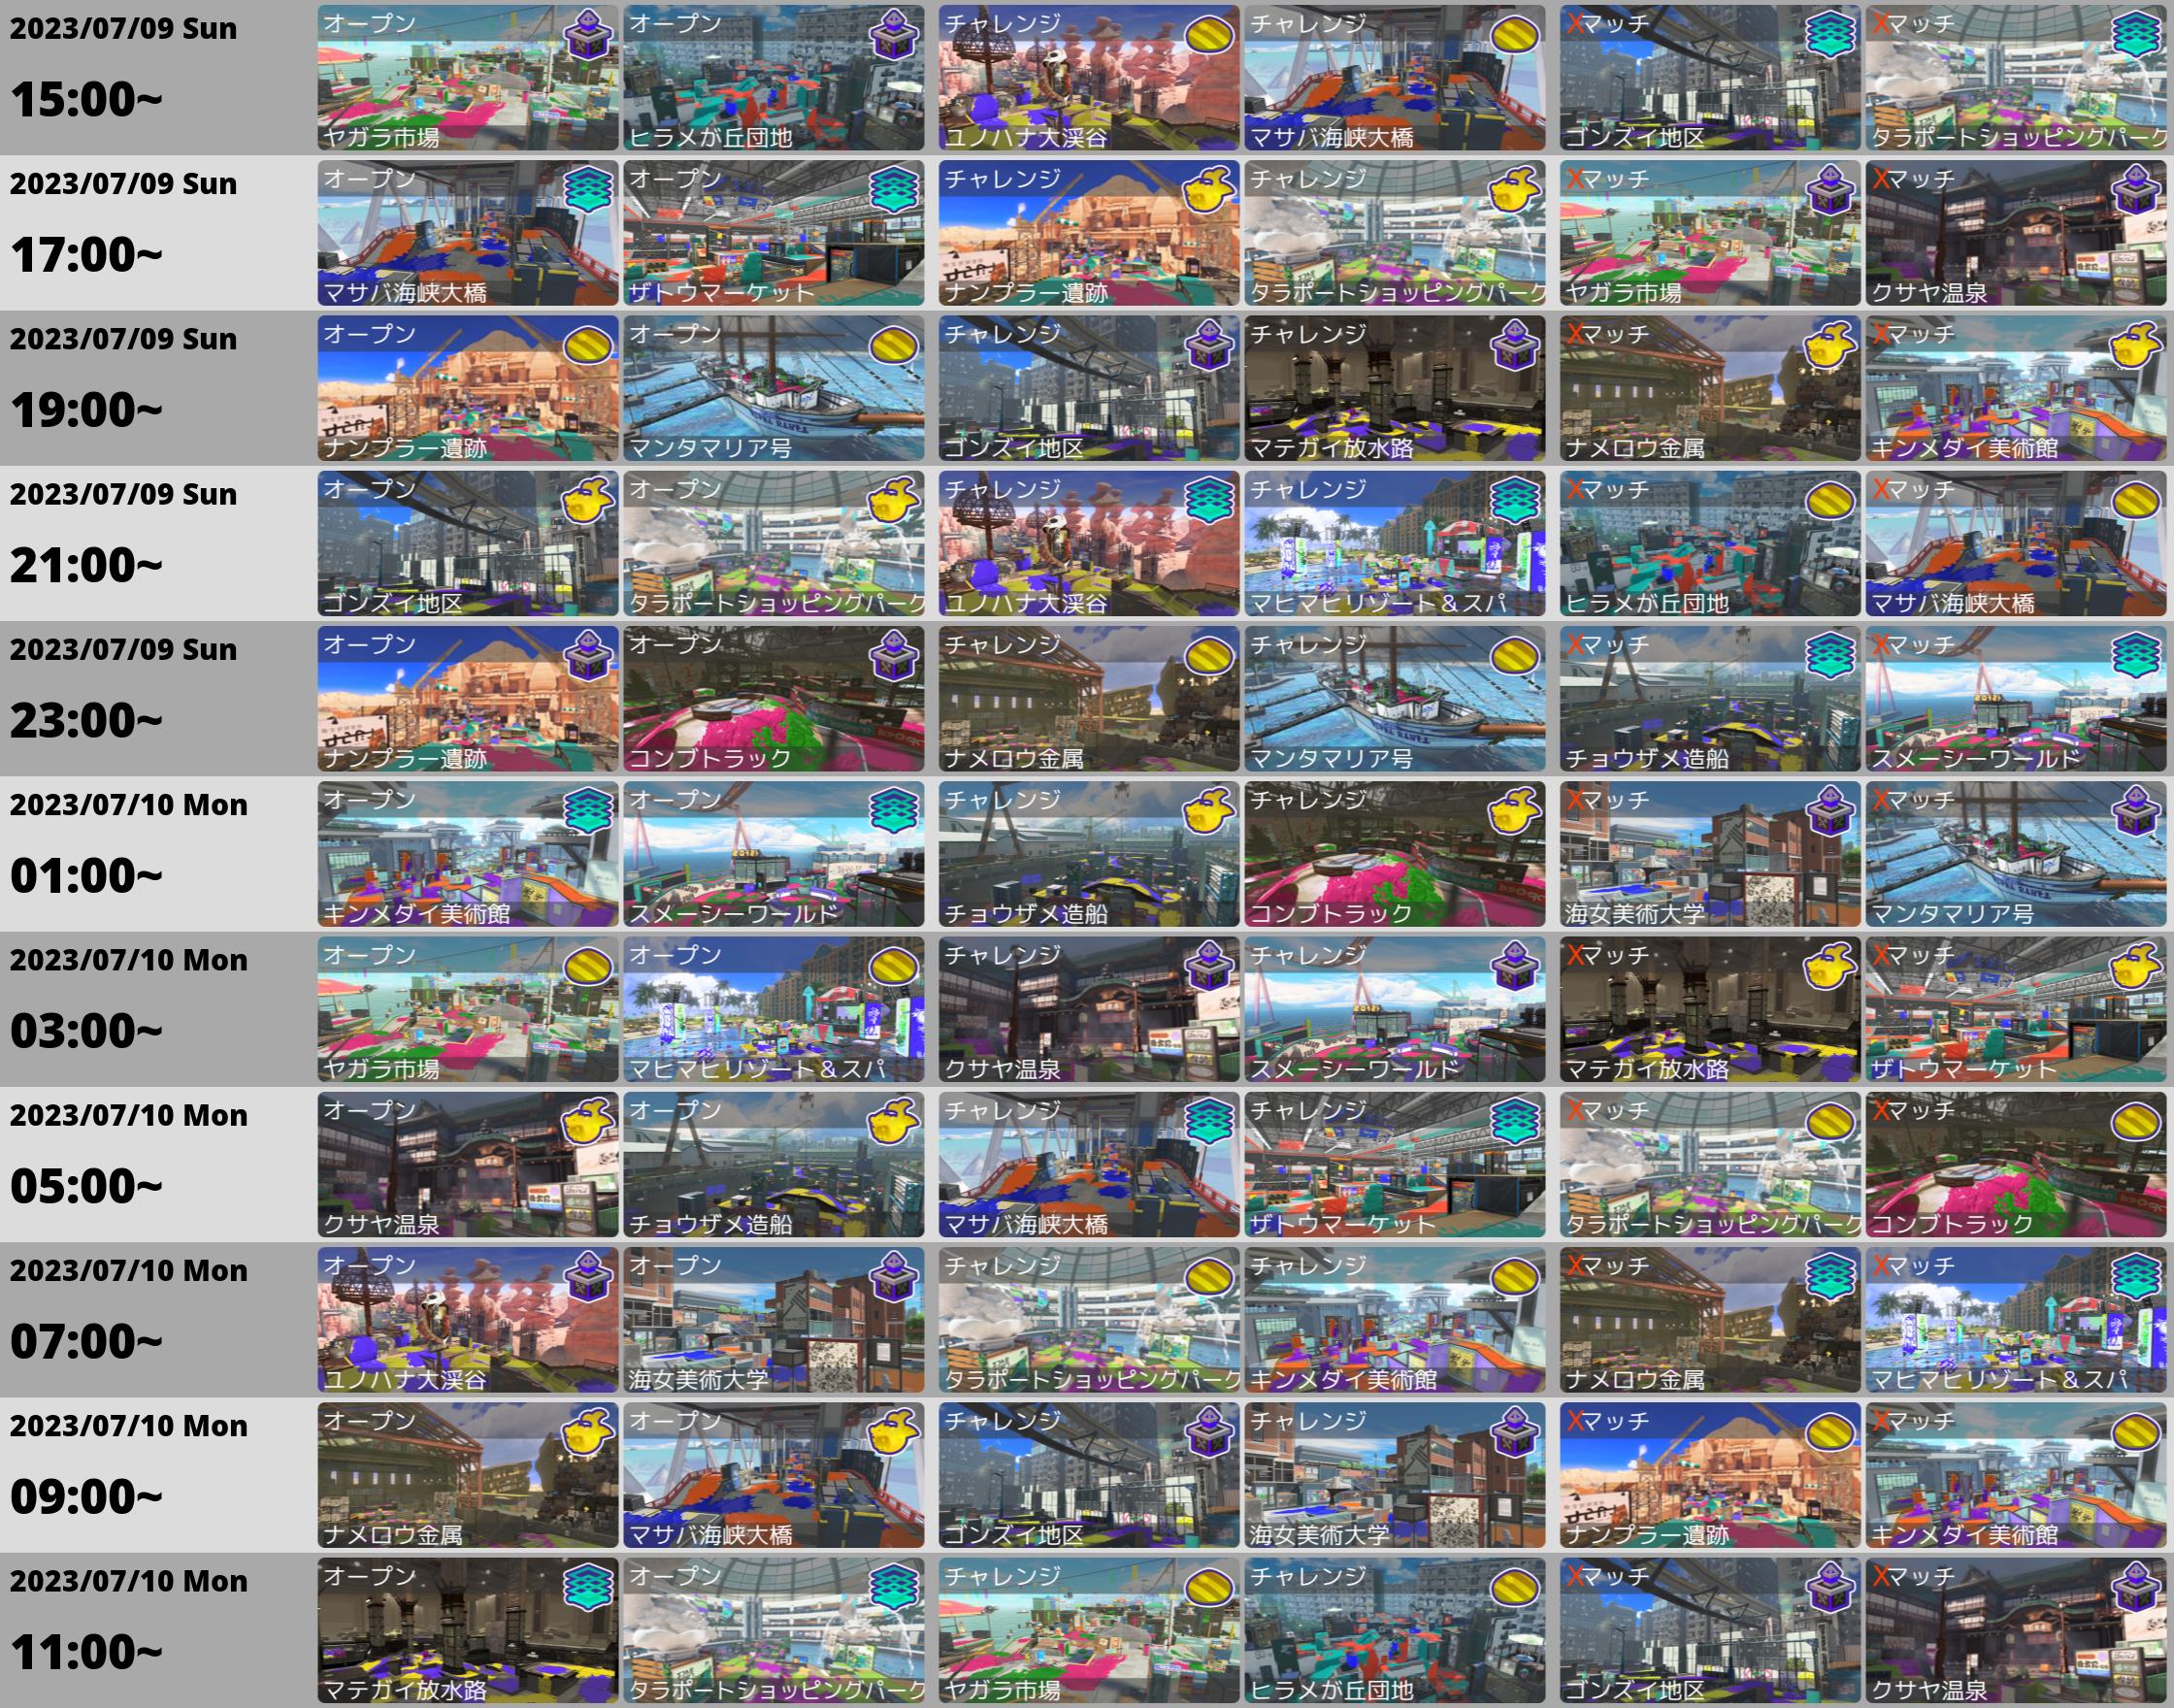 2023/07/09 Sun
15:00~
オープン オープン チャレンジ チャレンジ Xマッチ Xマッチ
ヤガラ市場 ヒラメが丘団地 ユノハナ大渓谷 マサバ海峡大橋 ゴンズイ地区 タラポートショッピングパーク
2023/07/09 Sun
17:00~
オープン オープン チャレンジ チャレンジ Xマッチ Xマッチ
マサバ海峡大橋 ザトウマーケット ナンプラー遺跡 タラポートショッピングパーク ヤガラ市場 クサヤ温泉
2023/07/09 Sun
19:00~
オープン オープン チャレンジ チャレンジ Xマッチ Xマッチ
ナンプラー遺跡 マンタマリア号 ゴンズイ地区 マテガイ放水路 ナメロウ金属 キンメダイ美術館
2023/07/09 Sun
21:00~
オープン オープン チャレンジ チャレンジ Xマッチ Xマッチ
ゴンズイ地区 タラポートショッピングパーク ユノハナ大渓谷 マヒマヒリゾート&スパ ヒラメが丘団地 マサバ海峡大橋
2023/07/09 Sun
23:00~
オープン オープン チャレンジ チャレンジ Xマッチ Xマッチ
ナンプラー遺跡 コンブトラック ナメロウ金属 マンタマリア号 チョウザメ造船 スメーシーワールド
2023/07/10 Mon
01:00~
オープン オープン チャレンジ チャレンジ Xマッチ Xマッチ
キンメダイ美術館 スメーシーワールド チョウザメ造船 コンブトラック 海女美術大学 マンタマリア号
2023/07/10 Mon
03:00~
オープン オープン チャレンジ チャレンジ Xマッチ Xマッチ
ヤガラ市場 マヒマヒリゾート&スパ クサヤ温泉 スメーシーワールド マテガイ放水路 ザトウマーケット
2023/07/10 Mon
05:00~
オープン オープン チャレンジ チャレンジ Xマッチ Xマッチ
クサヤ温泉 チョウザメ造船 マサバ海峡大橋 ザトウマーケット タラポートショッピングパーク コンブトラック
2023/07/10 Mon
07:00~
オープン オープン チャレンジ チャレンジ Xマッチ Xマッチ
ユノハナ大渓谷 海女美術大学 タラポートショッピングパーク キンメダイ美術館 ナメロウ金属 マヒマヒリゾート&スパ
2023/07/10 Mon
09:00~
オープン オープン チャレンジ チャレンジ Xマッチ Xマッチ
ナメロウ金属 マサバ海峡大橋 ゴンズイ地区 海女美術大学 ナンプラー遺跡 キンメダイ美術館
2023/07/10 Mon
11:00~
オープン オープン チャレンジ チャレンジ Xマッチ Xマッチ
マテガイ放水路 タラポートショッピングパーク ヤガラ市場 ヒラメが丘団地 ゴンズイ地区 クサヤ温泉